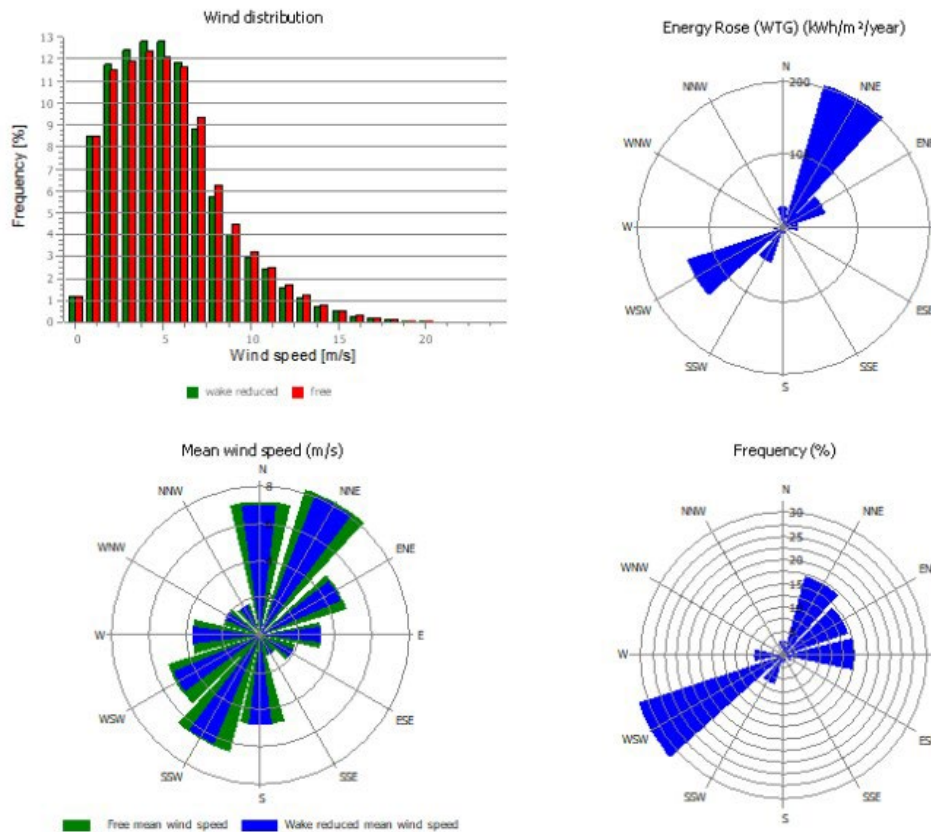 Wind distribution
Frequency [%]
13
12
11
10
9
8
7
6
5
4
3
2
1
0
0
5
10
15
20
Wind speed [m/s]
wake reduced
free
Energy Rose (WTG) (kWh/m²/year)
N
200
NNW
NNE
WNW
W
WSW
ESE
SSW
SSE
S
Mean wind speed (m/s)
N
8
NNW
NNE
WNW
ENE
W
E
WSW
ESE
SSW
SSE
S
Free mean wind speed
Wake reduced mean wind speed
Frequency (%)
N
30
25
20
15
NNW
NNE
WNW
W
WSW
SSW
SSE
S